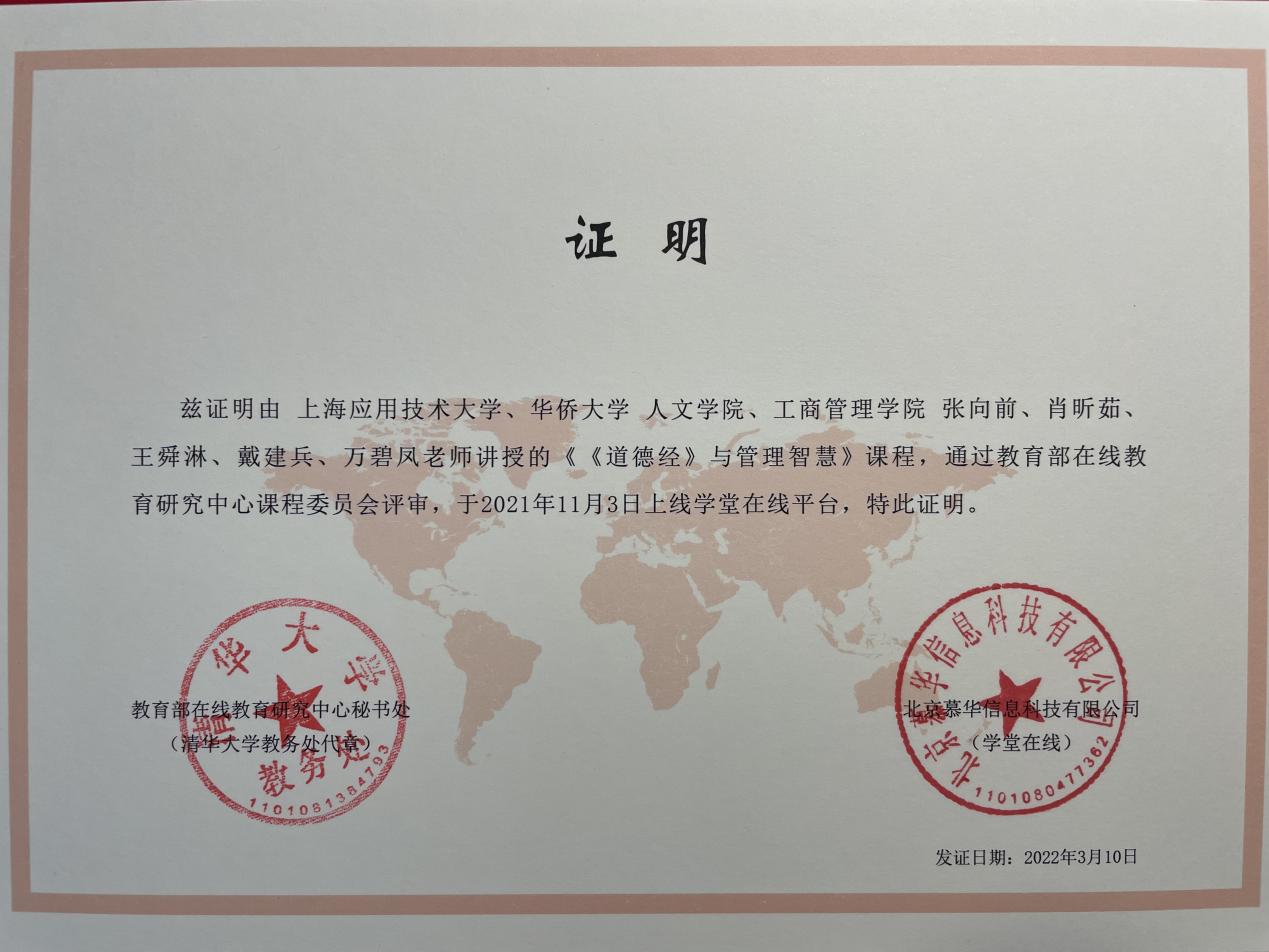 证 明
兹证明由 上海应用技术大学、华侨大学 人文学院、工商管理学院 张向前、肖昕茹、
王舜淋、戴建兵、万碧凤老师讲授的《《道德经》与管理智慧》课程，通过教育部在线教
育研究中心课程委员会评审，于2021年11月3日上线学堂在线平台，特此证明。
清华大学
教务处
1101081384793
教育部在线教育研究中心秘书处
（清华大学教务处代章）
北京慕华信息科技有限公司
1101080477362
北京慕华信息科技有限公司
（学堂在线）
发证日期：2022年3月10日